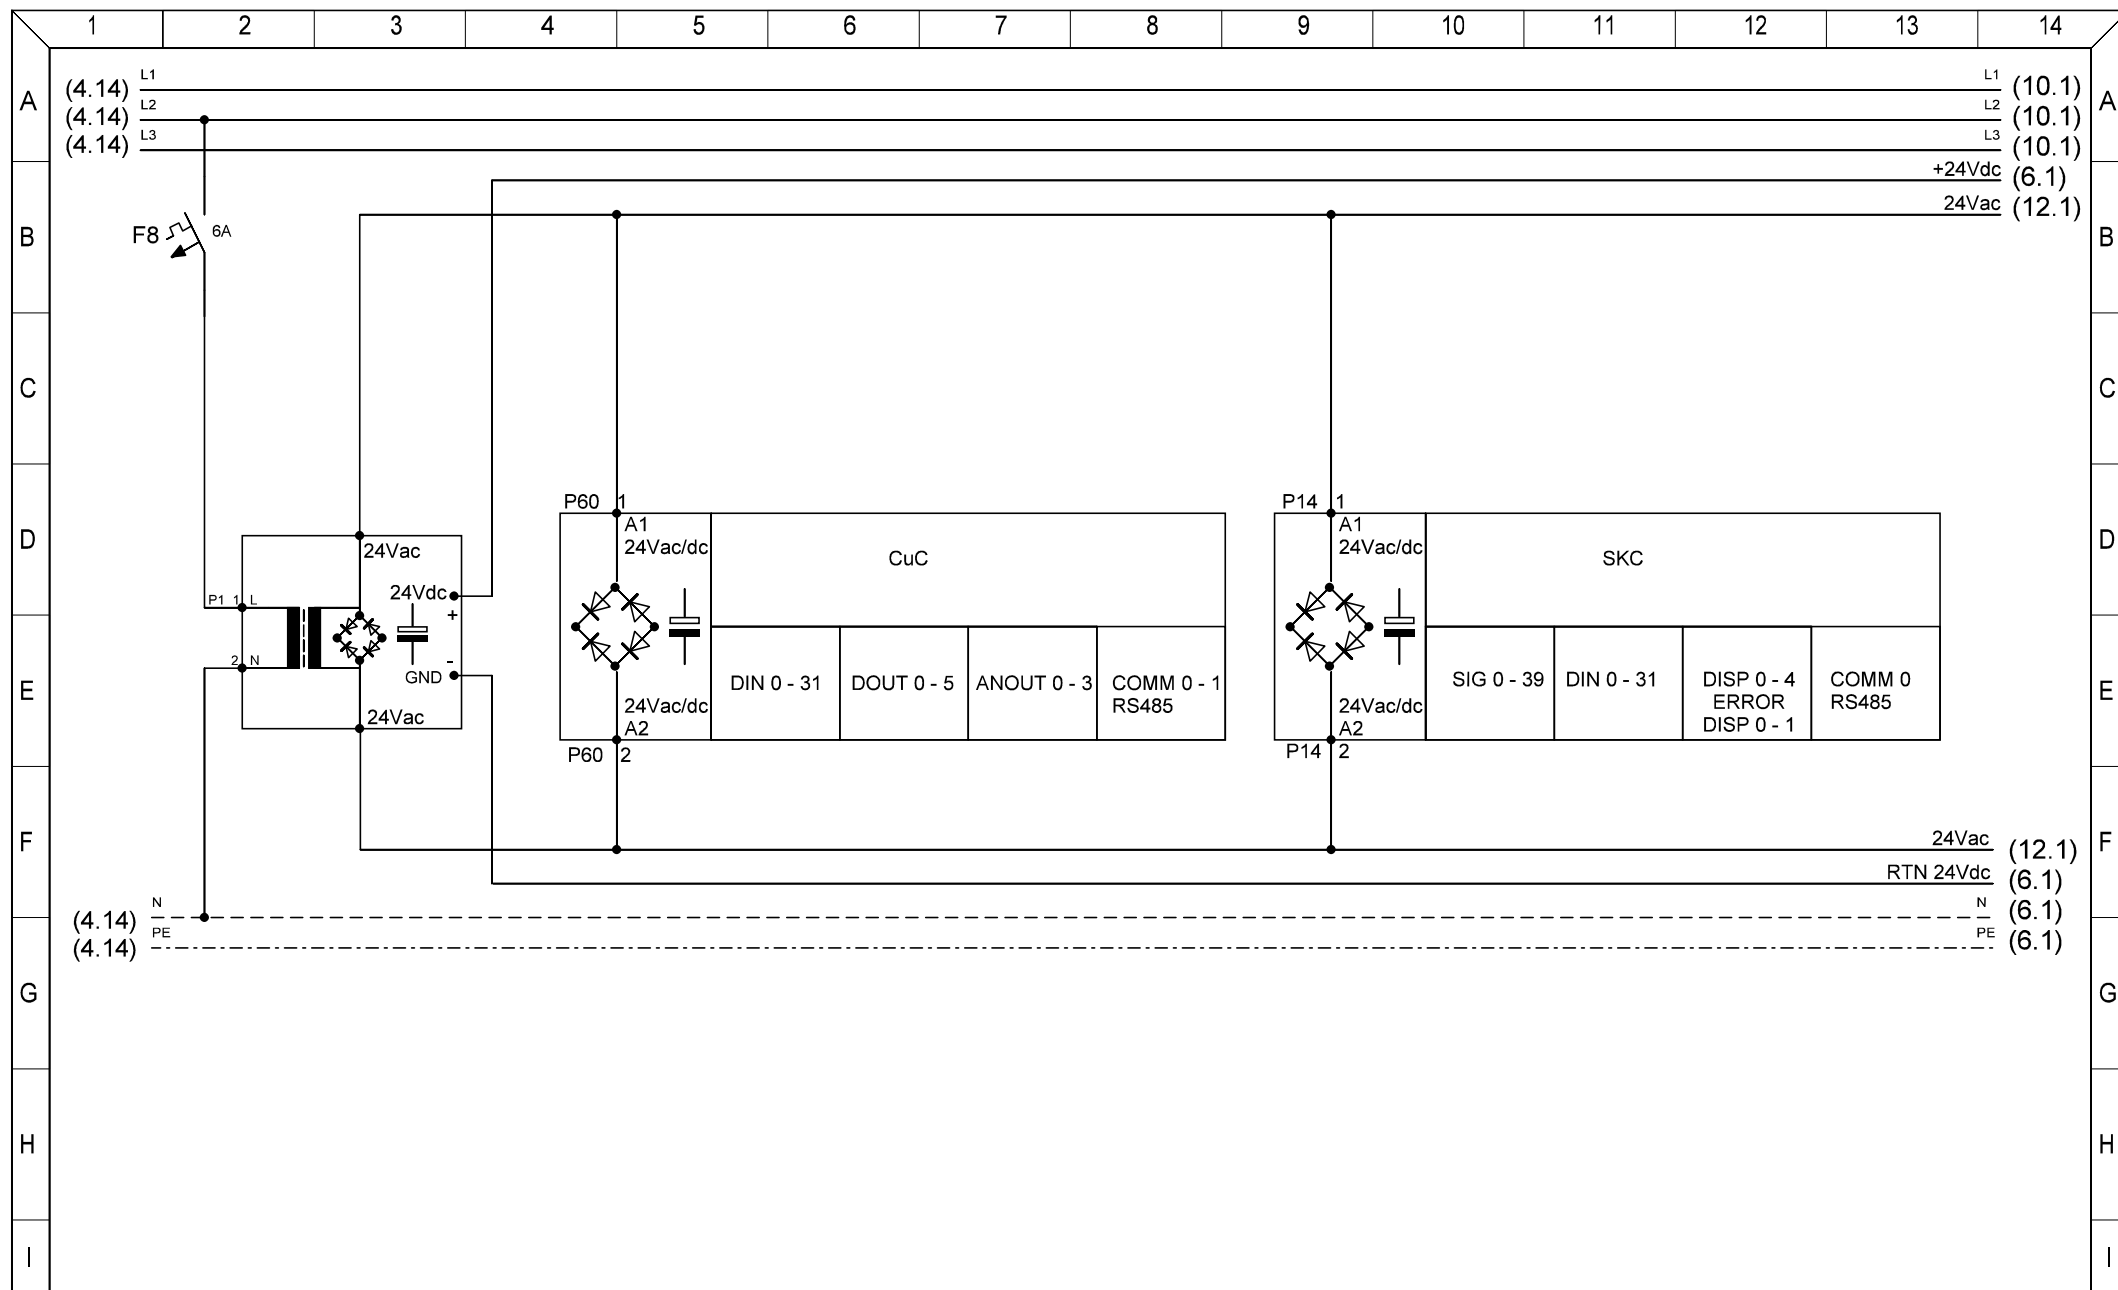 1 2 3 4 5 6 7 8 9 10 11 12 13 14
A A
(4.14) L1 L1 (10.1)
(4.14) L2 L2 (10.1)
(4.14) L3 L3 (10.1)
+24Vdc (6.1)
24Vac (12.1)
B B
F8 6A
C C
P60 1 P14 1
D D
A1 A1
24Vac/dc 24Vac/dc
24Vac
CuC SKC
24Vdc
P1 1 L
+
2 N
-
GND
E E
DIN 0 - 31 DOUT 0 - 5 ANOUT 0 - 3 COMM 0 - 1
RS485
SIG 0 - 39 DIN 0 - 31 DISP 0 - 4
ERROR
DISP 0 - 1
COMM 0
RS485
24Vac/dc 24Vac/dc
24Vac
A2 A2
P60 2 P14 2
F F
24Vac (12.1)
RTN 24Vdc (6.1)
(4.14) N N (6.1)
(4.14) PE PE (6.1)
G G
H H
I I